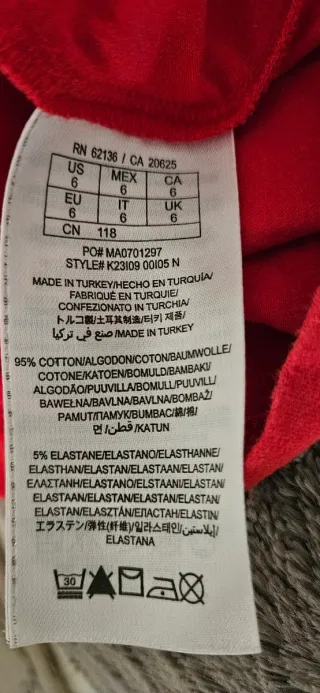 RN 62136 / CA 20625
US MEX CA
6 6 6
EU IT UK
6 6 6
CN 118
PO# MA0701297
STYLE# K23I09 00I05 N
MADE IN TURKEY/HECHO EN TURQUÍA/
FABRIQUÉ EN TURQUIE/
CONFEZIONATO IN TURCHIA/
トルコ製/土耳其制造/터키 제품/
صنع في تركيا/MADE IN TURKEY
95% COTTON/ALGODON/COTON/BAUMWOLLE/
COTONE/KATOEN/BOMULD/BAMBAKI/
ALGODÃO/PUUVILLA/BOMULL/PUUVILL/
BAWEŁNA/BAVLNA/BAVLNA/BOMBAŽ/
PAMUT/ПАМУК/BUMBAC/綿/棉/
면/قطن/KATUN
5% ELASTANE/ELASTANO/ELASTHANNE/
ELASTHAN/ELASTAN/ELASTAAN/ELASTAN/
ΕΛΑΣΤΑΝΗ/ELASTANO/ELSTAANI/ELASTAN/
ELASTAAN/ELASTAN/ELASTAN/ELASTAN/
ELASTAN/ELASZTÁN/ЕЛАСТАН/ELASTIN/
エラステン/弾性(纤维)/일라스테인/إيلاستين/
ELASTANA
30